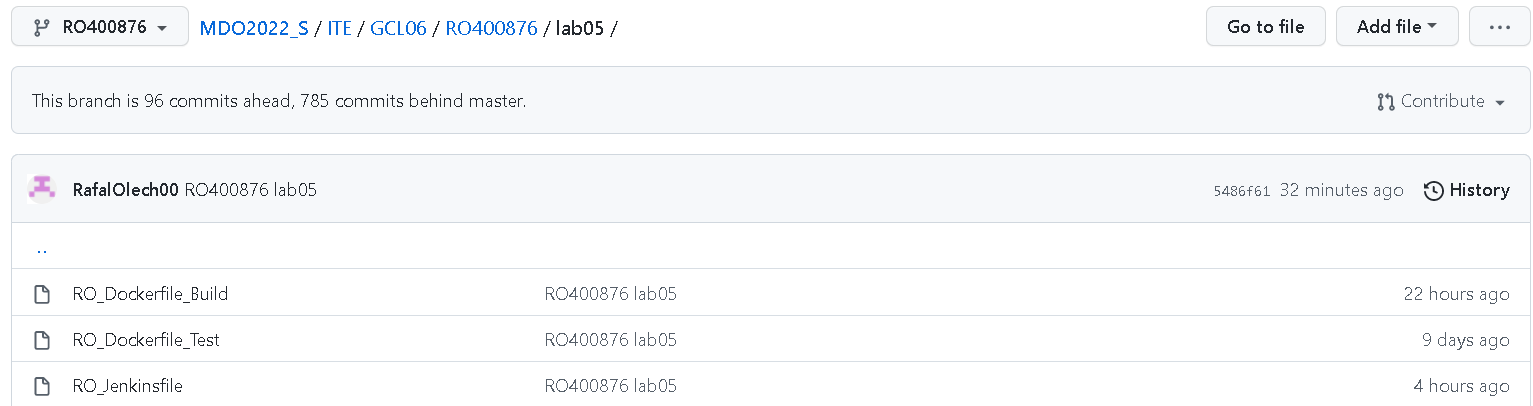 RO400876 MDO2022_S / ITE / GCL06 / RO400876 / lab05 / Go to file Add file ...
This branch is 96 commits ahead, 785 commits behind master. Contribute
RafalOlech00 RO400876 lab05 5486f61 32 minutes ago History
..
RO_Dockerfile_Build RO400876 lab05 22 hours ago
RO_Dockerfile_Test RO400876 lab05 9 days ago
RO_Jenkinsfile RO400876 lab05 4 hours ago